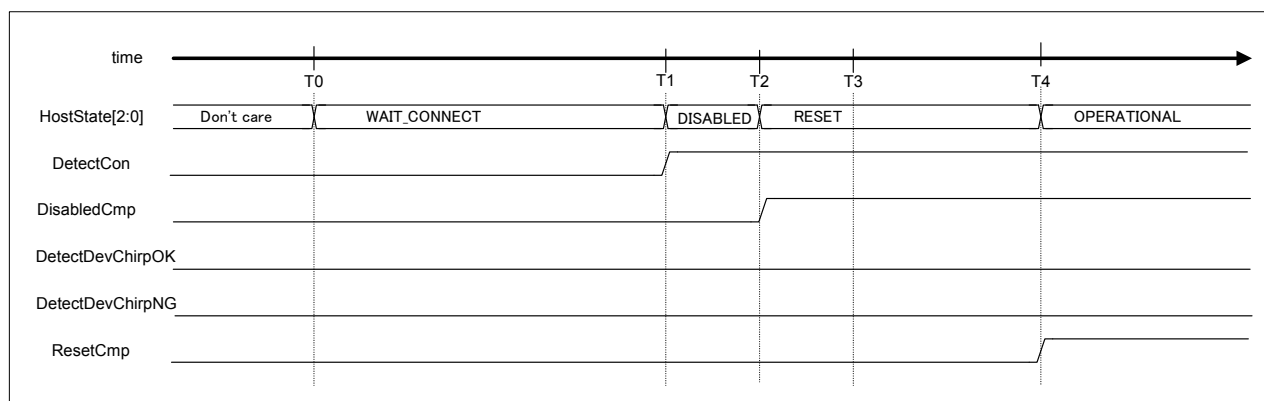 time
T0 T1 T2 T3 T4
HostState[2:0] Don't care WAIT_CONNECT DISABLED RESET OPERATIONAL
DetectCon
DisabledCmp
DetectDevChirpOK
DetectDevChirpNG
ResetCmp